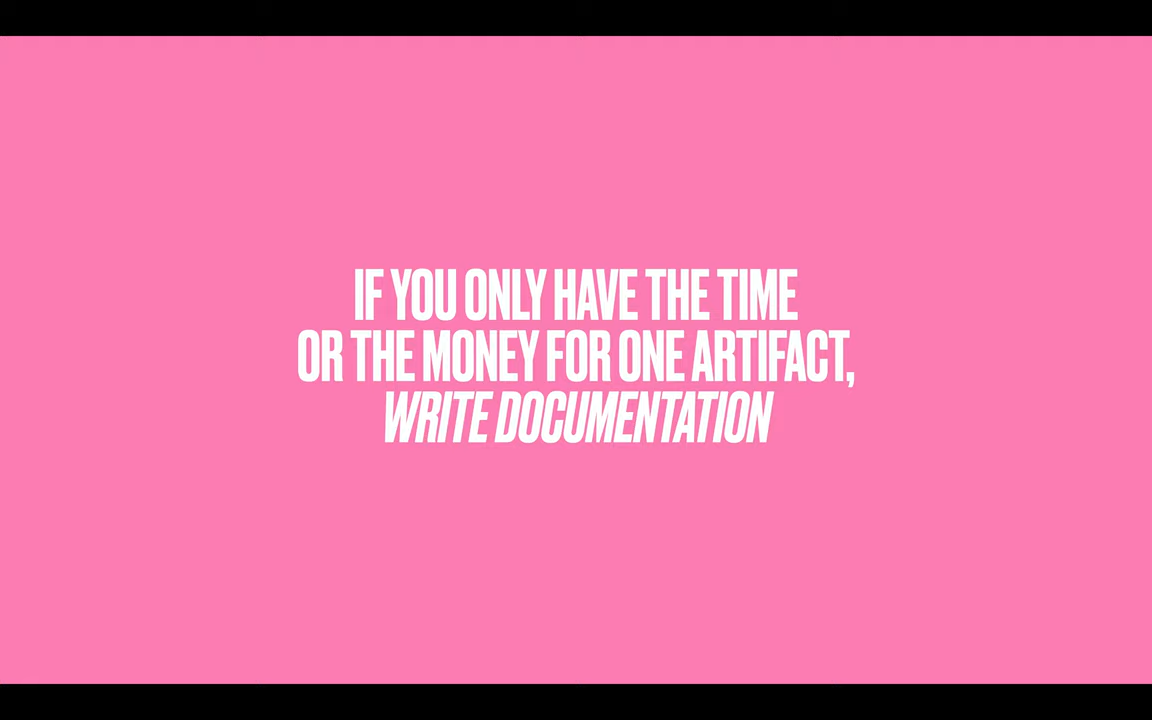 IF YOU ONLY HAVE THE TIME
OR THE MONEY FOR ONE ARTIFACT,
WRITE DOCUMENTATION